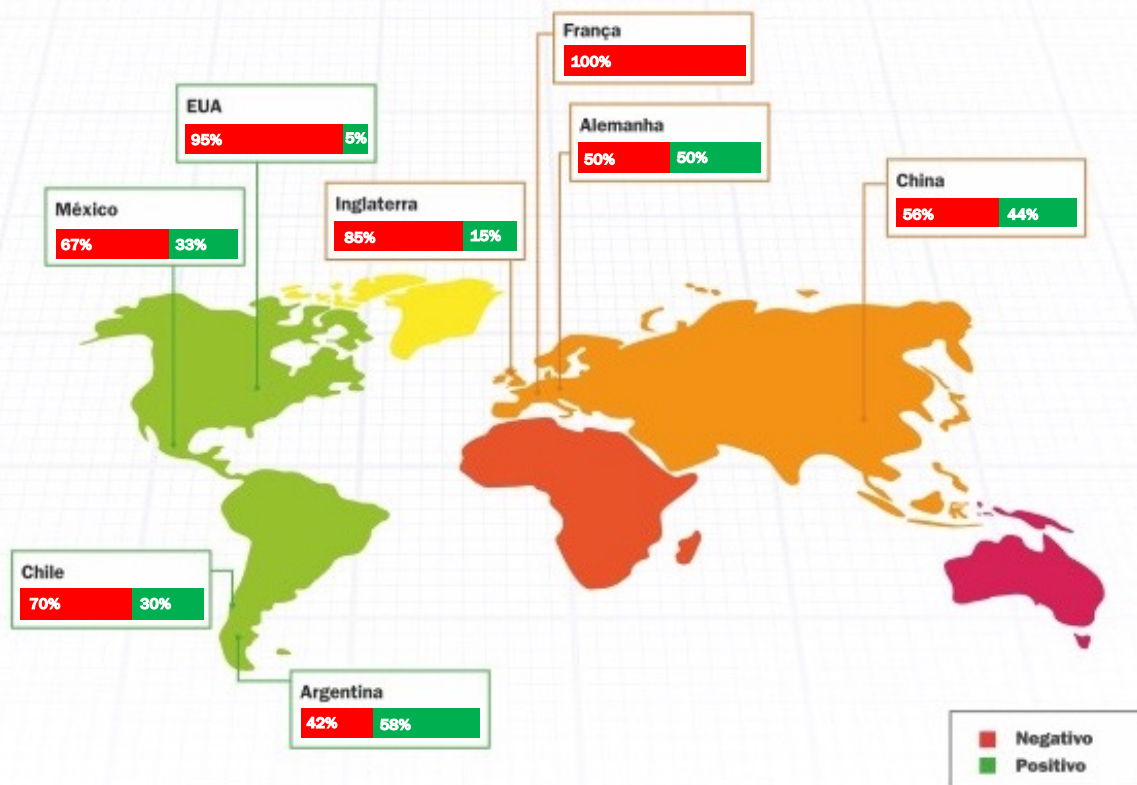 França
100%
EUA
95% 5%
Alemanha
50% 50%
China
56% 44%
México
67% 33%
Inglaterra
85% 15%
Chile
70% 30%
Argentina
42% 58%
Negativo
Positivo